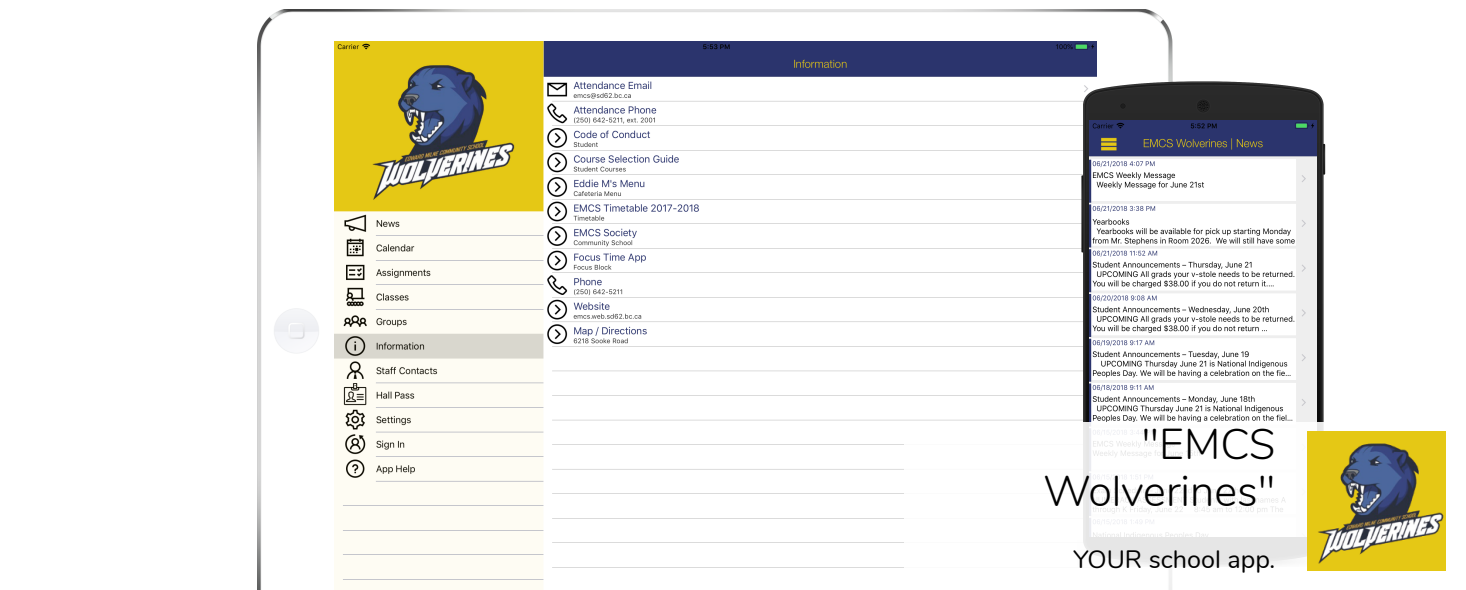 Carrier
5:53 PM
100%
Information
EDWARD MILNE COMMUNITY SCHOOL
WOLVERINES
News
Calendar
Assignments
Classes
Groups
Information
Staff Contacts
Hall Pass
Settings
Sign In
App Help
Attendance Email
emcs@sd62.bc.ca
Attendance Phone
(250) 642-5211, ext. 2001
Code of Conduct
Student
Course Selection Guide
Student Courses
Eddie M's Menu
Cafeteria Menu
EMCS Timetable 2017-2018
Timetable
EMCS Society
Community School
Focus Time App
Focus Block
Phone
(250) 642-5211
Website
emcs.web.sd62.bc.ca
Map / Directions
6218 Sooke Road
Carrier
5:52 PM
EMCS Wolverines | News
06/21/2018 4:07 PM
EMCS Weekly Message
Weekly Message for June 21st
06/21/2018 3:38 PM
Yearbooks
Yearbooks will be available for pick up starting Monday
from Mr. Stephens in Room 2026. We will still have some
06/21/2018 11:52 AM
Student Announcements – Thursday, June 21
UPCOMING All grads your v-stole needs to be returned.
You will be charged $38.00 if you do not return it....
06/20/2018 9:08 AM
Student Announcements – Wednesday, June 20th
UPCOMING All grads your v-stole needs to be returned.
You will be charged $38.00 if you do not return ...
06/19/2018 9:17 AM
Student Announcements – Tuesday, June 19
UPCOMING Thursday June 21 is National Indigenous
Peoples Day. We will be having a celebration on the fie...
06/18/2018 9:11 AM
Student Announcements – Monday, June 18th
UPCOMING Thursday June 21 is National Indigenous
Peoples Day. We will be having a celebration on the fiel...
EMCS Weekly
Weekly Message
National Indigenous Peoples Day
"EMCS
Wolverines"
YOUR school app.
EDWARD MILNE COMMUNITY SCHOOL
WOLVERINES